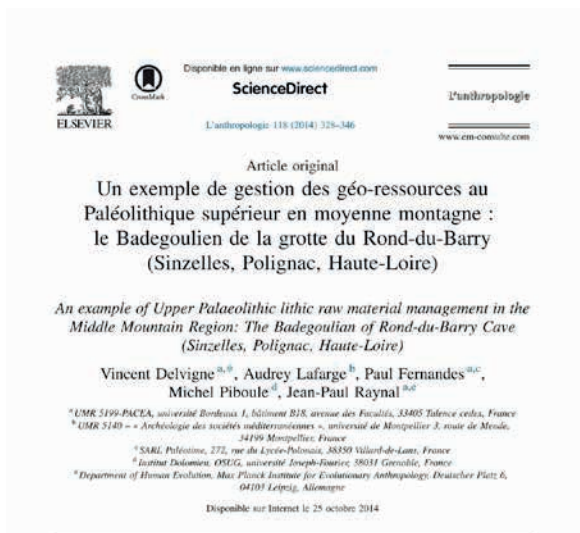 Disponible en ligne sur www.sciencedirect.com
CrossMark
ScienceDirect
ELSEVIER
L'anthropologie
L'anthropologie 118 (2014) 328–346
www.em-consulte.com
Article original
Un exemple de gestion des géo-ressources au
Paléolithique supérieur en moyenne montagne :
le Badegoulien de la grotte du Rond-du-Barry
(Sinzelles, Polignac, Haute-Loire)
An example of Upper Palaeolithic lithic raw material management in the
Middle Mountain Region: The Badegoulian of Rond-du-Barry Cave
(Sinzelles, Polignac, Haute-Loire)
Vincent Delvigne a,*, Audrey Lafarge b, Paul Fernandes a,c,
Michel Piboule d, Jean-Paul Raynal a,e
a UMR 5199-PACEA, université Bordeaux 1, bâtiment B18, avenue des Facultés, 33405 Talence cedex, France
b UMR 5140 – « Archéologie des sociétés méditerranéennes », université de Montpellier 3, route de Mende,
34199 Montpellier, France
c SARL Paléotime, 272, rue du Lycée-Polonais, 38350 Villard-de-Lans, France
d Institut Dolomieu, OSUG, université Joseph-Fourier, 38031 Grenoble, France
e Department of Human Evolution, Max Planck Institute for Evolutionary Anthropology, Deutscher Platz 6,
04103 Leipzig, Allemagne
Disponible sur Internet le 25 octobre 2014